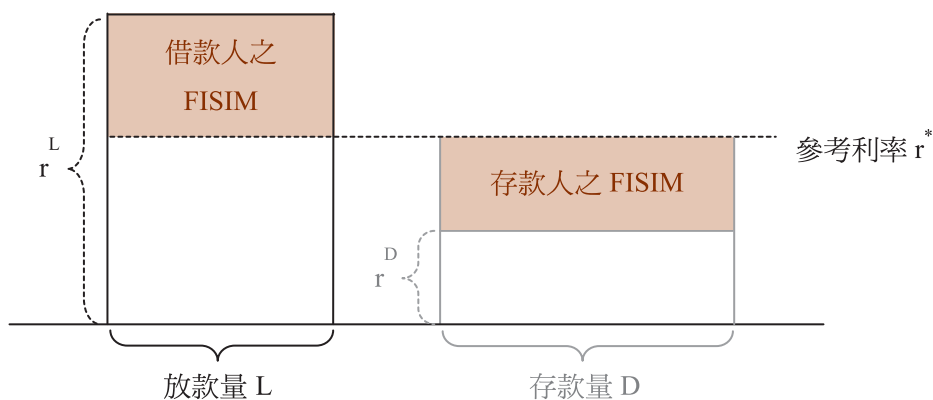 借款人之
FISIM
r^L
參考利率 r*
存款人之 FISIM
r^D
放款量 L
存款量 D